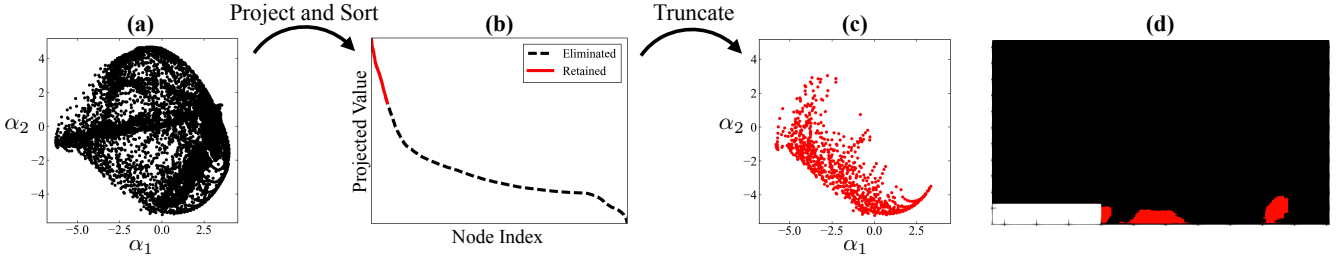 Project and Sort
Truncate
(a)
(b)
(c)
(d)
4
2
0
−2
−4
α2
−5.0 −2.5 0.0 2.5
α1
Projected Value
Eliminated
Retained
Node Index
4
2
0
−2
−4
α2
−5.0 −2.5 0.0 2.5
α1